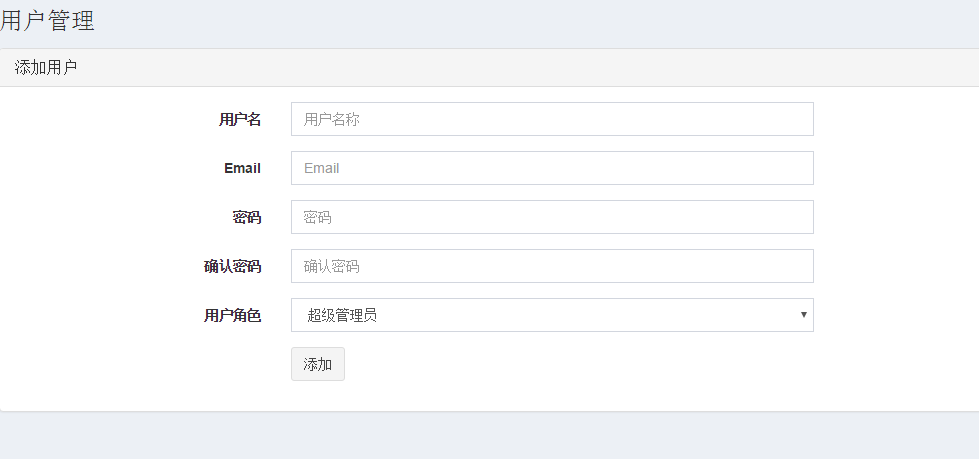 用户管理
添加用户
用户名 用户名称
Email Email
密码 密码
确认密码 确认密码
用户角色 超级管理员
添加